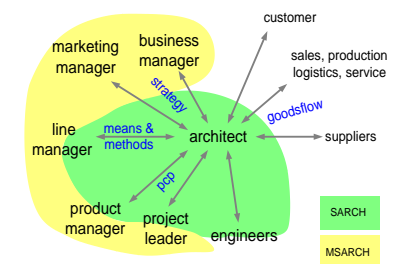 customer
business
manager
marketing
manager
sales, production
logistics, service
strategy
goodsflow
line
manager
means &
methods
architect
suppliers
pcp
product
manager
project
leader
engineers
SARCH
MSARCH